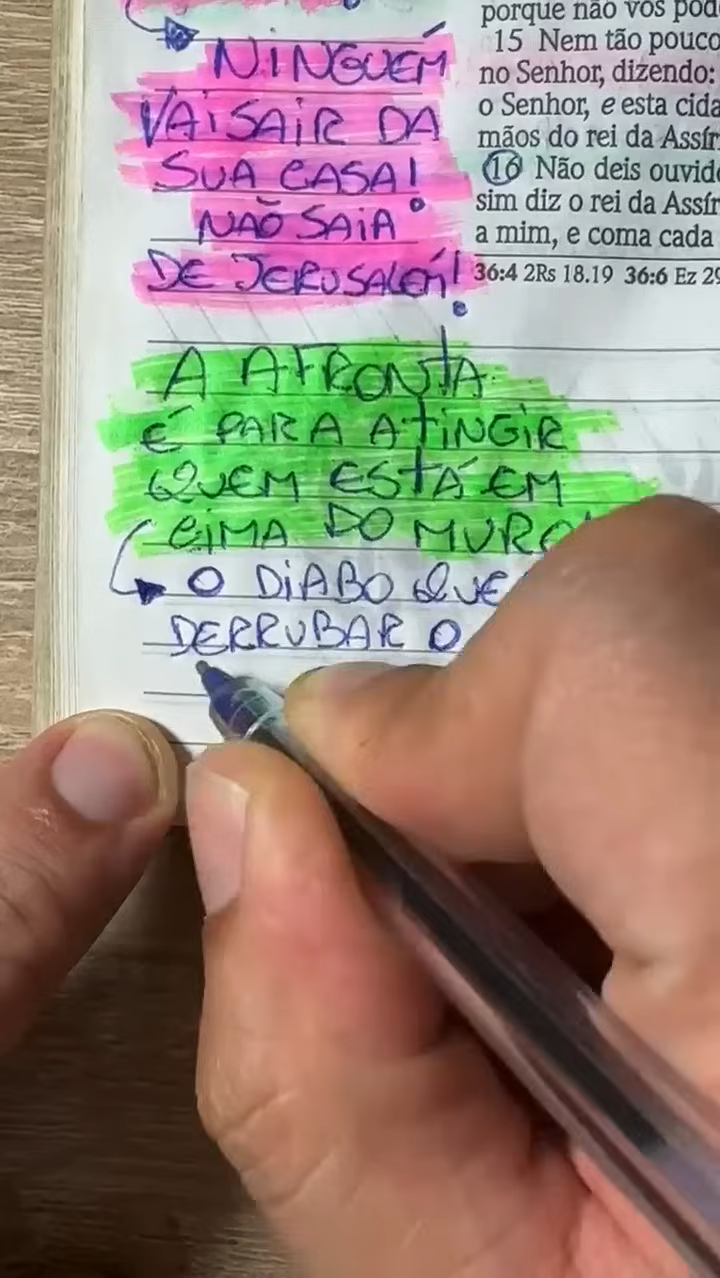 NINGUÉM
VAI SAIR DA
SUA CASA!
NÃO SAIA
DE JERUSALÉM!
A AFRONTA
É PARA ATINGIR
QUEM ESTÁ EM
CIMA DO MURO
O DIABO QUE
DERRUBAR O
porque não vos pod
15 Nem tão pouco
no Senhor, dizendo:
o Senhor, e esta cida
mãos do rei da Assír
16 Não deis ouvido
sim diz o rei da Assír
a mim, e coma cada
36:4 2Rs 18.19 36:6 Ez 29